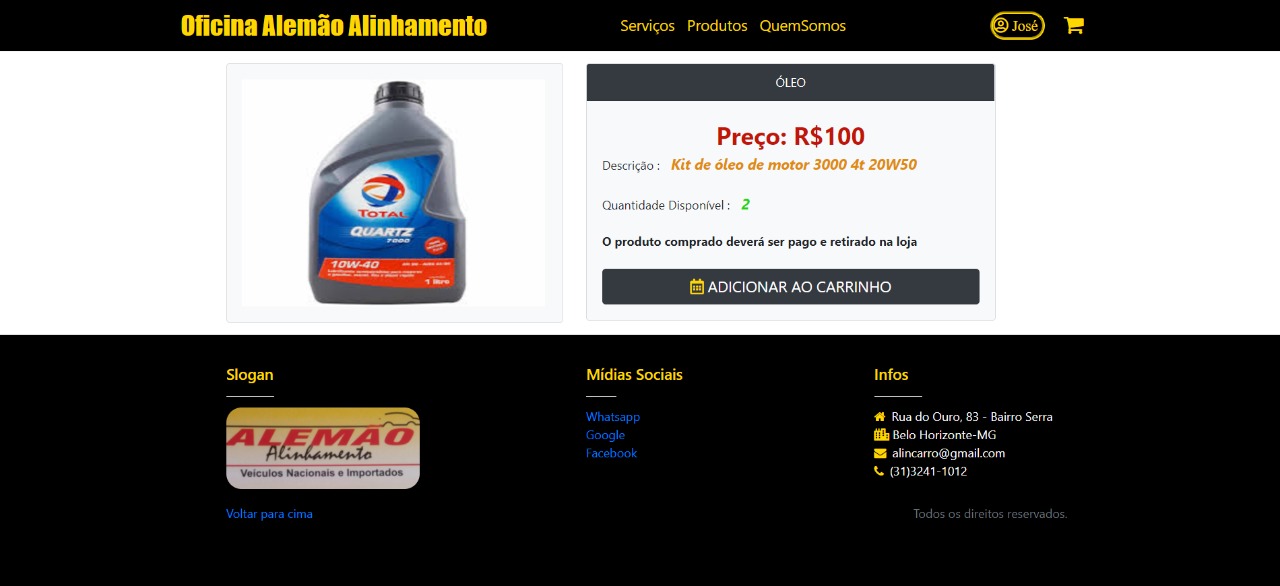 Oficina Alemão Alinhamento
Serviços Produtos QuemSomos
José
TOTAL
QUARTZ
7000
10W-40
1 litre
ÓLEO
Preço: R$100
Descrição : Kit de óleo de motor 3000 4t 20W50
Quantidade Disponível : 2
O produto comprado deverá ser pago e retirado na loja
ADICIONAR AO CARRINHO
Slogan
ALEMÃO
Alinhamento
Veículos Nacionais e Importados
Voltar para cima
Mídias Sociais
Whatsapp
Google
Facebook
Infos
Rua do Ouro, 83 - Bairro Serra
Belo Horizonte-MG
alincarro@gmail.com
(31)3241-1012
Todos os direitos reservados.